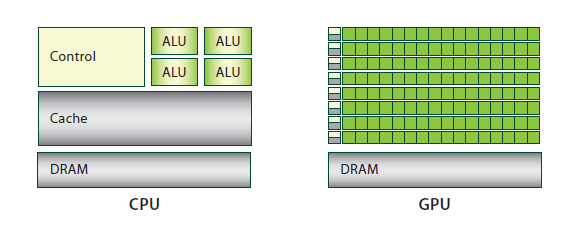 Control
ALU ALU
ALU ALU
Cache
DRAM
CPU
DRAM
GPU